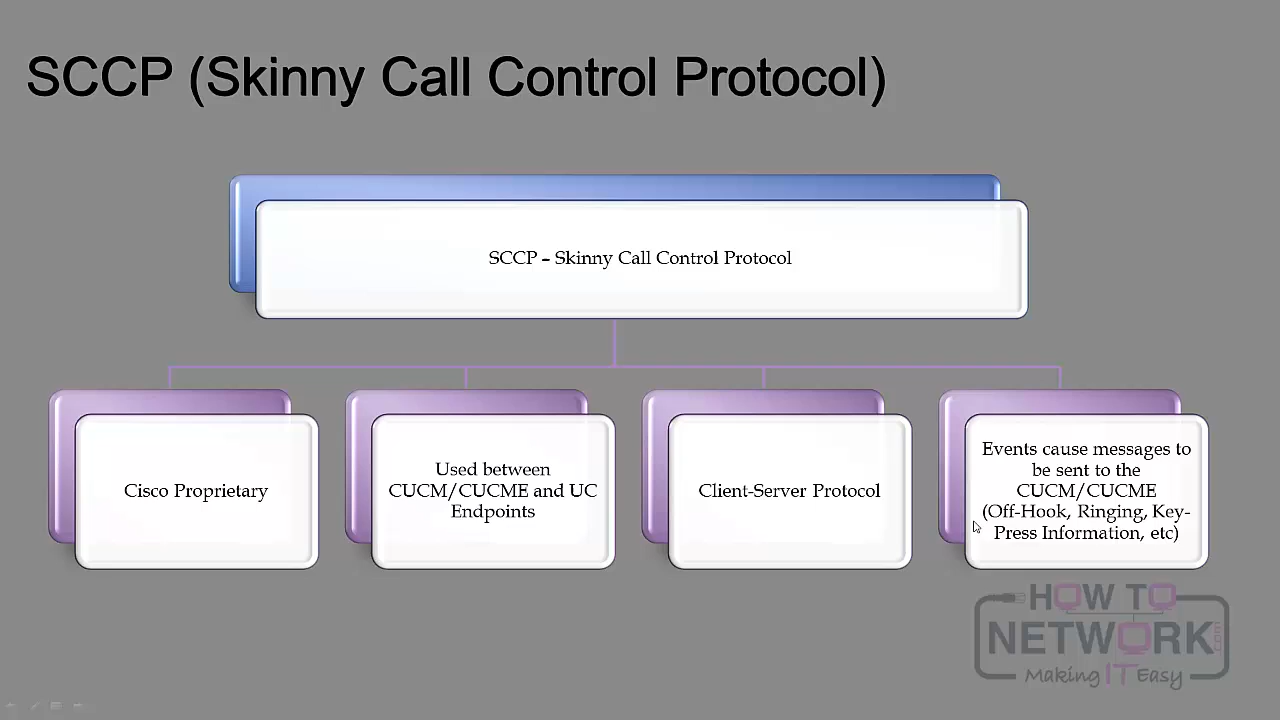 SCCP (Skinny Call Control Protocol)
SCCP – Skinny Call Control Protocol
Cisco Proprietary
Used between
CUCM/CUCME and UC
Endpoints
Client-Server Protocol
Events cause messages to
be sent to the
CUCM/CUCME
(Off-Hook, Ringing, Key-
Press Information, etc)
HOW TO
NETWORK.com
Making IT Easy